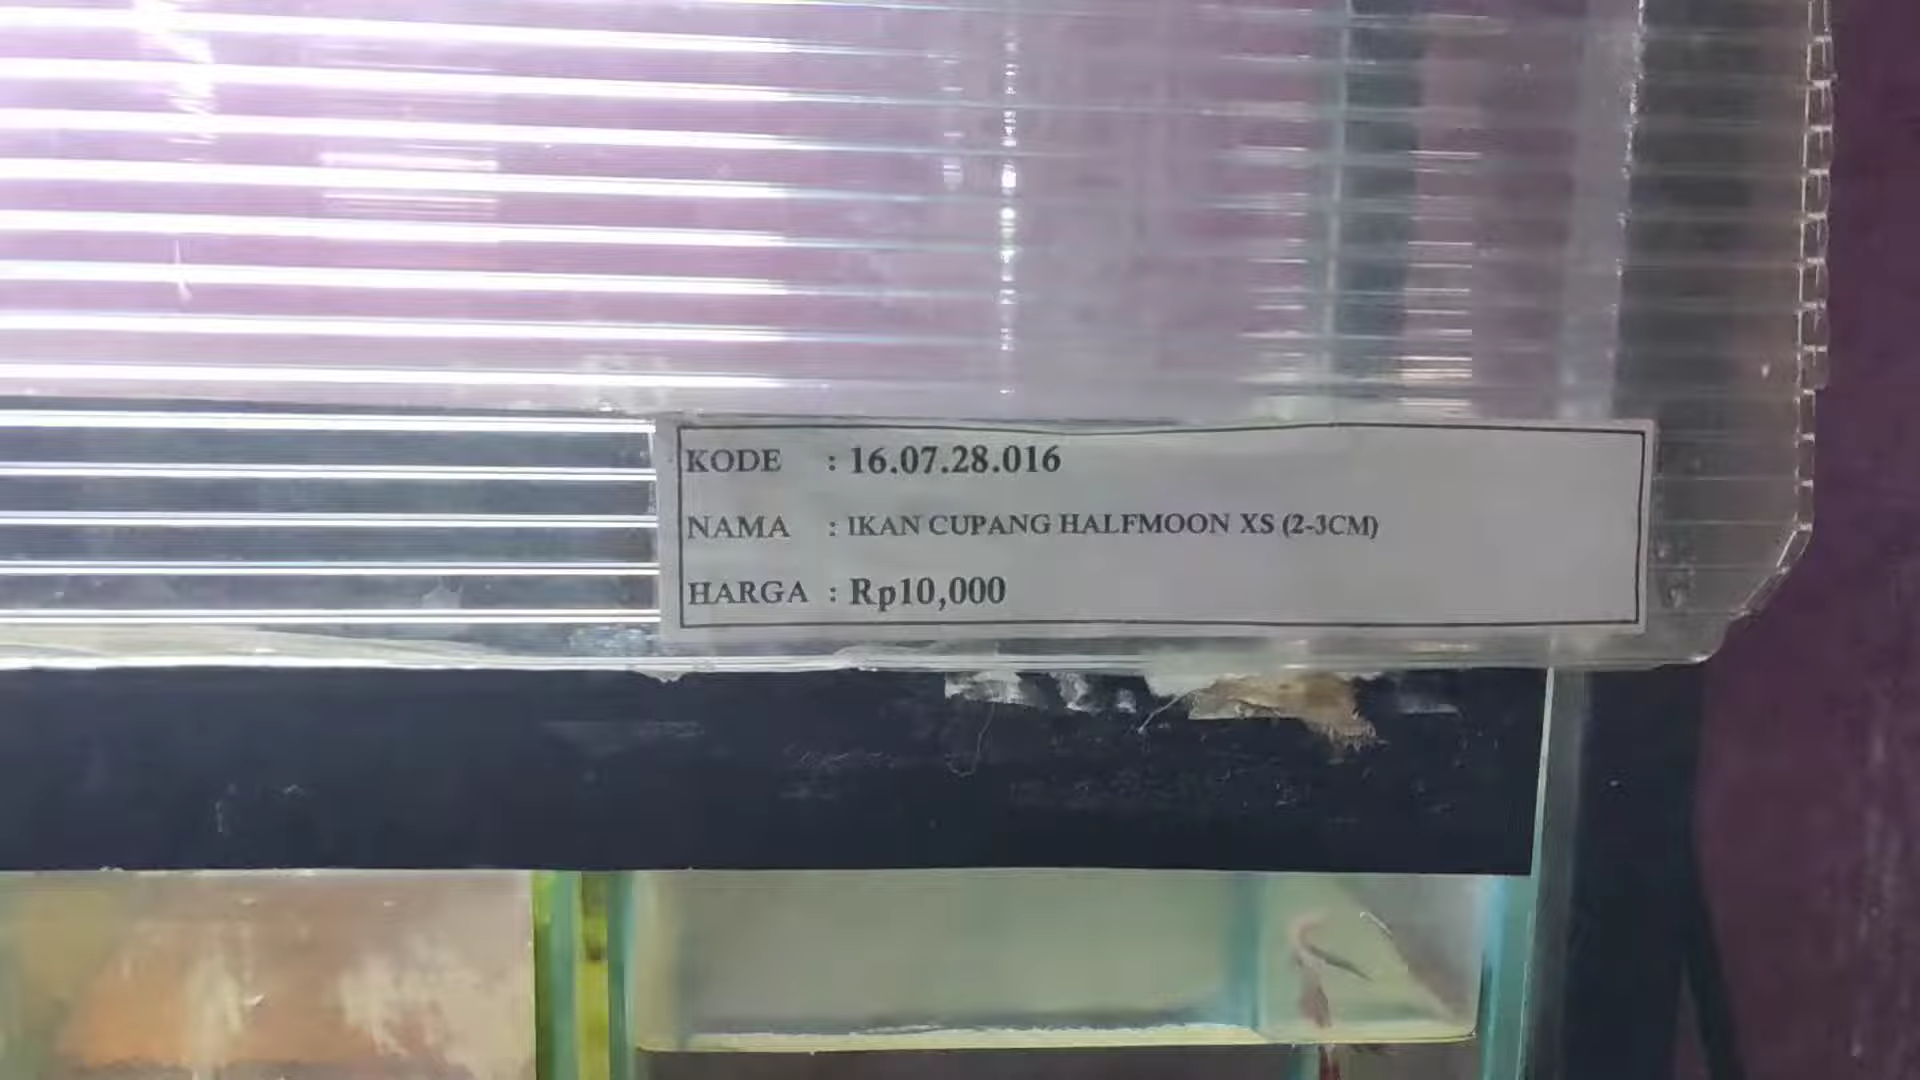 KODE : 16.07.28.016
NAMA : IKAN CUPANG HALFMOON XS (2-3CM)
HARGA : Rp10,000